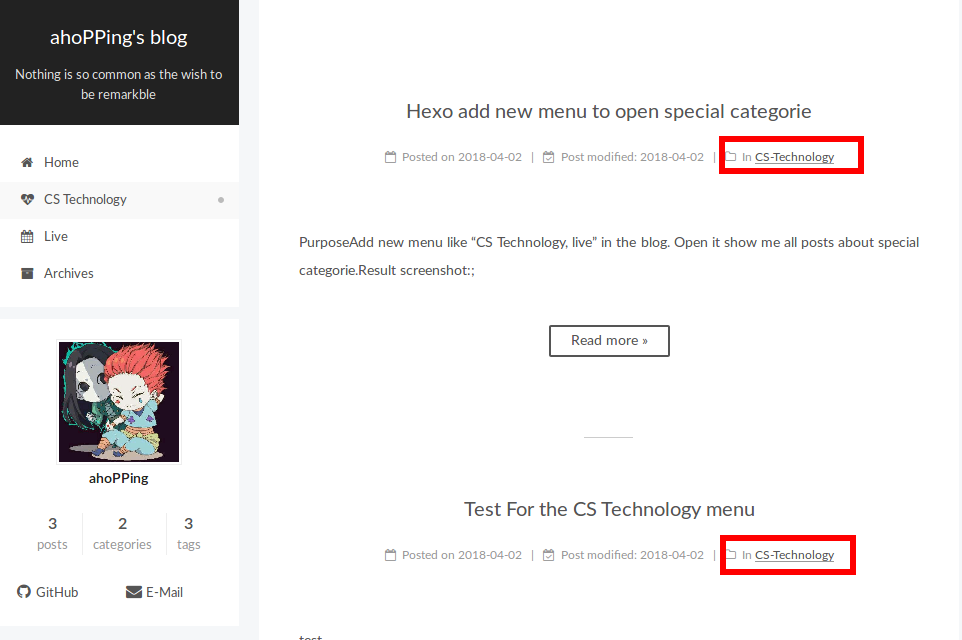 ahoPPing's blog
Nothing is so common as the wish to
be remarkble
Home
CS Technology
Live
Archives
ahoPPing
3
posts
2
categories
3
tags
GitHub
E-Mail
Hexo add new menu to open special categorie
Posted on 2018-04-02 | Post modified: 2018-04-02 | In CS-Technology
PurposeAdd new menu like “CS Technology, live” in the blog. Open it show me all posts about special
categorie.Result screenshot:;
Read more »
Test For the CS Technology menu
Posted on 2018-04-02 | Post modified: 2018-04-02 | In CS-Technology
test